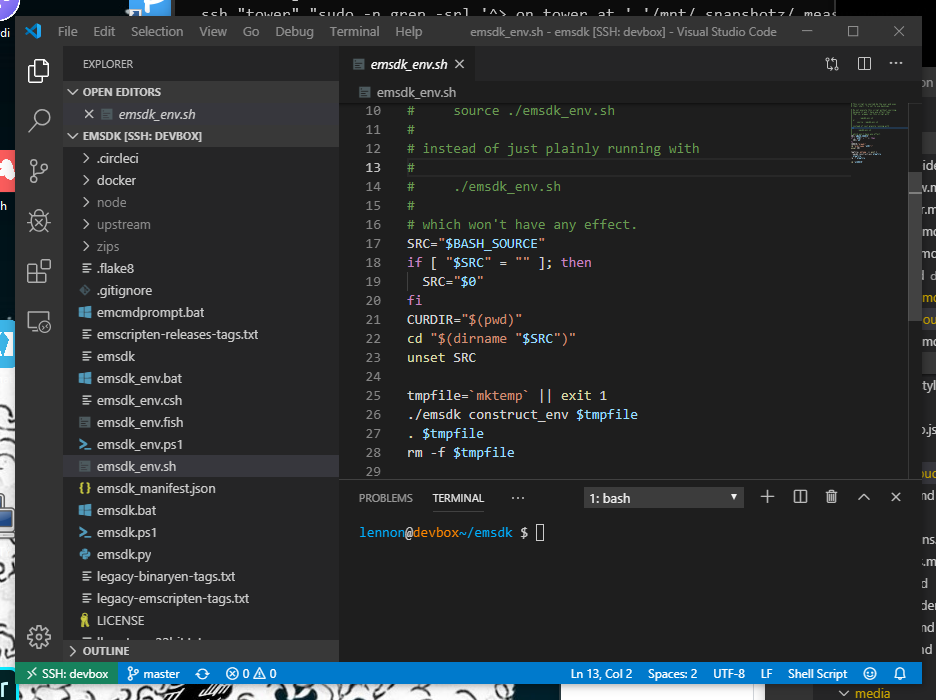 ssh "tower" "sudo -n grep -srl '^> on tower at ' '/mnt/ snapshotz/ meas
File Edit Selection View Go Debug Terminal Help
emsdk_env.sh - emsdk [SSH: devbox] - Visual Studio Code
EXPLORER
OPEN EDITORS
emsdk_env.sh
EMSDK [SSH: DEVBOX]
.circleci
docker
node
upstream
zips
.flake8
.gitignore
emcmdprompt.bat
emscripten-releases-tags.txt
emsdk
emsdk_env.bat
emsdk_env.csh
emsdk_env.fish
emsdk_env.ps1
emsdk_env.sh
emsdk_manifest.json
emsdk.bat
emsdk.ps1
emsdk.py
legacy-binaryen-tags.txt
legacy-emscripten-tags.txt
LICENSE
OUTLINE
emsdk_env.sh
emsdk_env.sh
10 #     source ./emsdk_env.sh
11 #
12 # instead of just plainly running with
13 #
14 #     ./emsdk_env.sh
15 #
16 # which won't have any effect.
17 SRC="$BASH_SOURCE"
18 if [ "$SRC" = "" ]; then
19   SRC="$0"
20 fi
21 CURDIR="$(pwd)"
22 cd "$(dirname "$SRC")"
23 unset SRC
24
25 tmpfile=`mktemp` || exit 1
26 ./emsdk construct_env $tmpfile
27 . $tmpfile
28 rm -f $tmpfile
29
PROBLEMS TERMINAL ··· 1: bash
lennon@devbox~/emsdk $
SSH: devbox master 0 0 Ln 13, Col 2 Spaces: 2 UTF-8 LF Shell Script
media